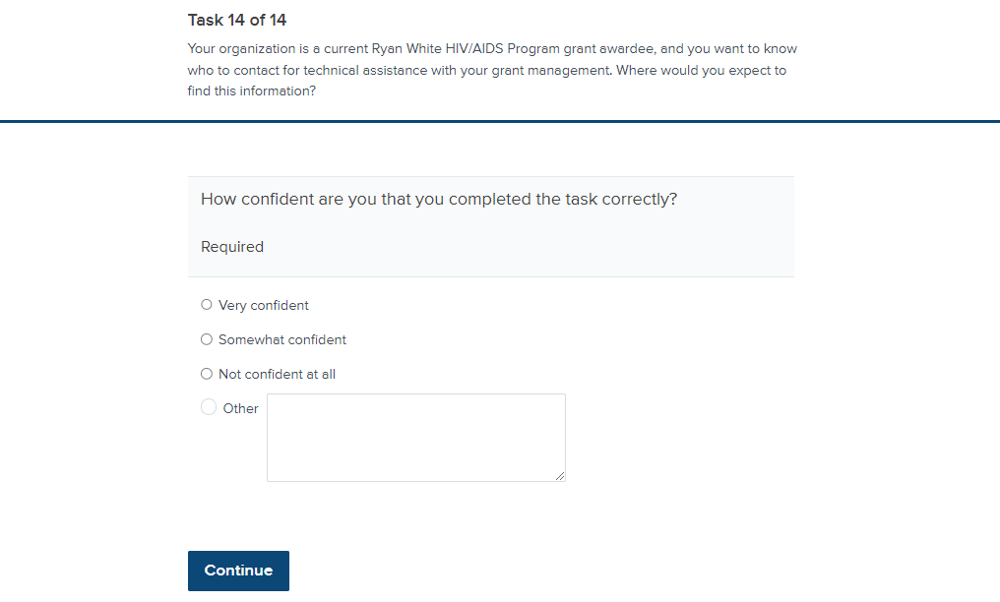 Task 14 of 14
Your organization is a current Ryan White HIV/AIDS Program grant awardee, and you want to know
who to contact for technical assistance with your grant management. Where would you expect to
find this information?
How confident are you that you completed the task correctly?
Required
Very confident
Somewhat confident
Not confident at all
Other
Continue